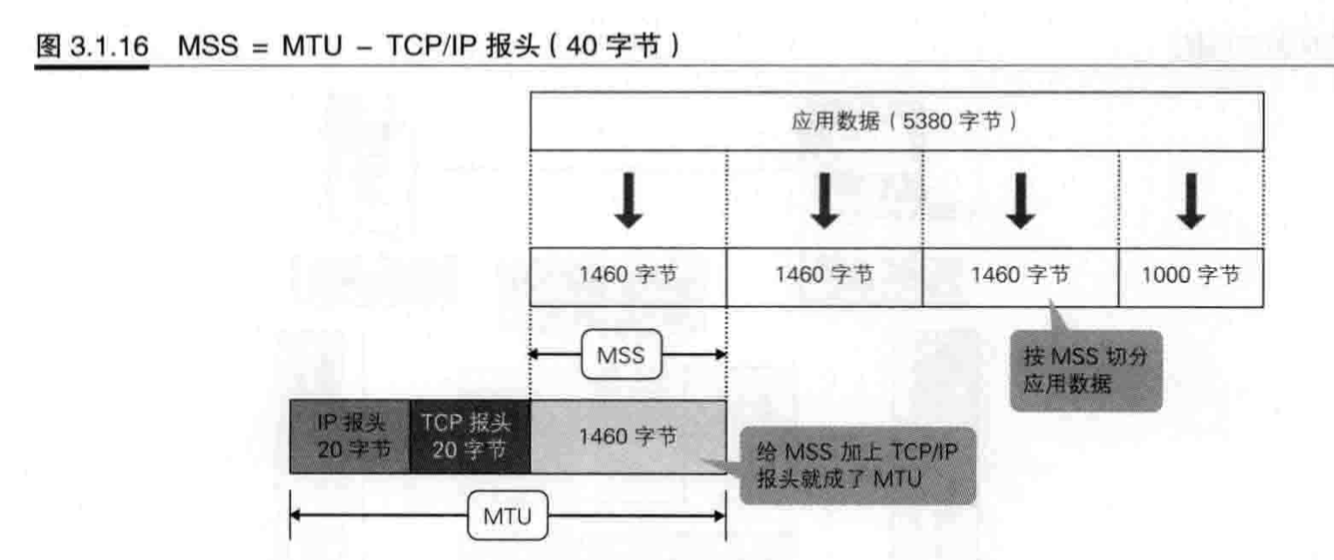 图 3.1.16 MSS = MTU - TCP/IP 报头（40 字节）
应用数据（5380 字节）
1460 字节
1460 字节
1460 字节
1000 字节
MSS
按 MSS 切分
应用数据
IP 报头
20 字节
TCP 报头
20 字节
1460 字节
给 MSS 加上 TCP/IP
报头就成了 MTU
MTU